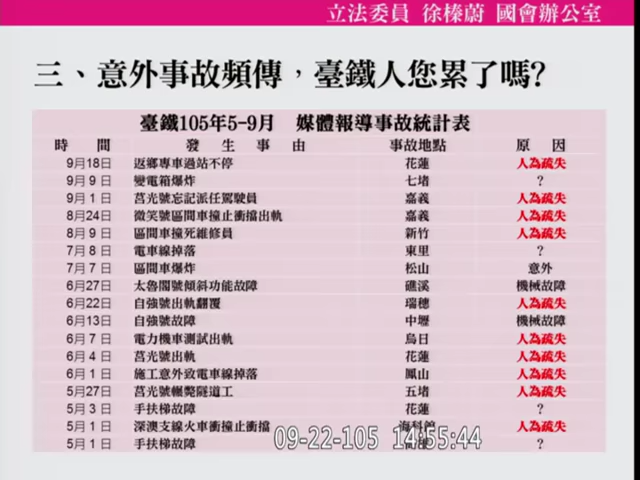 立法委員 徐榛蔚 國會辦公室
三、意外事故頻傳，臺鐵人您累了嗎?
臺鐵105年5-9月 媒體報導事故統計表
時間 發生事由 事故地點 原因
9月18日 返鄉專車過站不停 花蓮 人為疏失
9月9日 變電箱爆炸 七堵 ?
9月1日 莒光號忘記派任駕駛員 嘉義 人為疏失
8月24日 微笑號區間車撞止衝擋出軌 嘉義 人為疏失
8月9日 區間車撞死維修員 新竹 人為疏失
7月8日 電車線掉落 東里 ?
7月7日 區間車爆炸 松山 意外
6月27日 太魯閣號傾斜功能故障 礁溪 機械故障
6月22日 自強號出軌翻覆 瑞穗 人為疏失
6月13日 自強號故障 中壢 機械故障
6月7日 電力機車測試出軌 烏日 人為疏失
6月4日 莒光號出軌 花蓮 人為疏失
6月1日 施工意外致電車線掉落 鳳山 人為疏失
5月27日 莒光號輾斃隧道工 五堵 人為疏失
5月3日 手扶梯故障 花蓮 ?
5月1日 深澳支線火車衝撞止衝擋 海科館 人為疏失
5月1日 手扶梯故障 ?
09-22-105 14:55:44